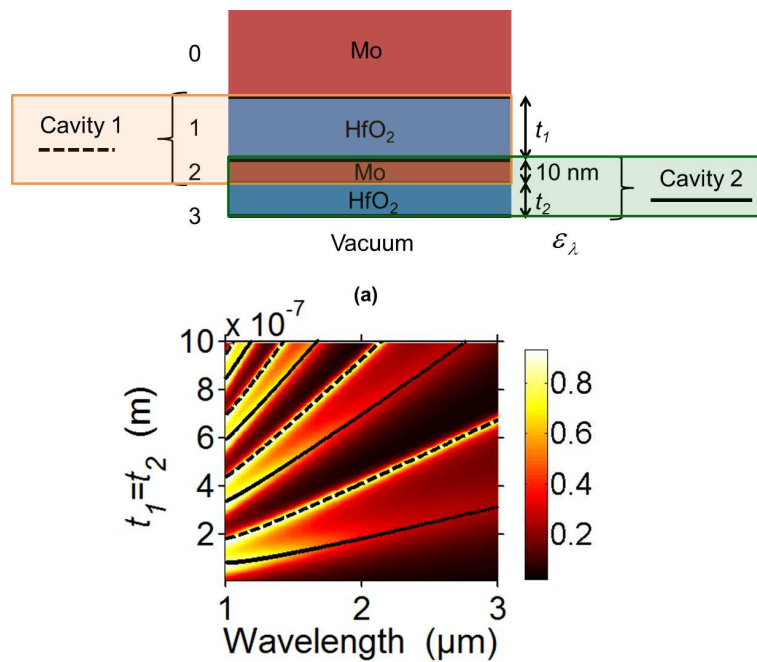 0
Mo
Cavity 1
1
HfO₂
t₁
2
Mo
10 nm
Cavity 2
3
HfO₂
t₂
Vacuum
ε_λ
(a)
x 10⁻⁷
10
8
6
4
2
t₁=t₂ (m)
0.8
0.6
0.4
0.2
1
2
3
Wavelength (μm)